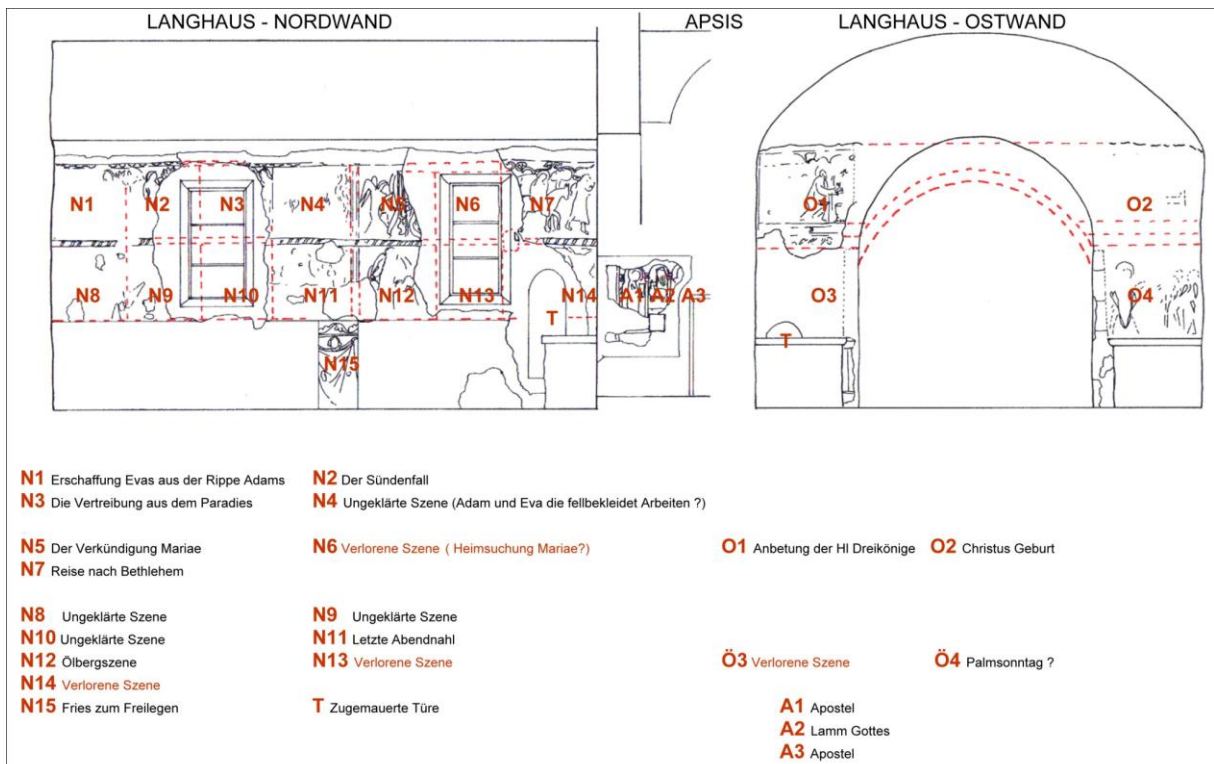 LANGHAUS - NORDWAND APSIS LANGHAUS - OSTWAND
N1 N2 N3 N4 N5 N6 N7 O1 O2
N8 N9 N10 N11 N12 N13 N14 A1 A2 A3 O3 O4
T T
N15
N1 Erschaffung Evas aus der Rippe Adams N2 Der Sündenfall
N3 Die Vertreibung aus dem Paradies N4 Ungeklärte Szene (Adam und Eva die fellbekleidet Arbeiten ?)
N5 Der Verkündigung Mariae N6 Verlorene Szene ( Heimsuchung Mariae?) O1 Anbetung der Hl Dreikönige O2 Christus Geburt
N7 Reise nach Bethlehem
N8 Ungeklärte Szene N9 Ungeklärte Szene
N10 Ungeklärte Szene N11 Letzte Abendnahl
N12 Ölbergszene N13 Verlorene Szene Ö3 Verlorene Szene Ö4 Palmsonntag ?
N14 Verlorene Szene
N15 Fries zum Freilegen T Zugemauerte Türe A1 Apostel
A2 Lamm Gottes
A3 Apostel